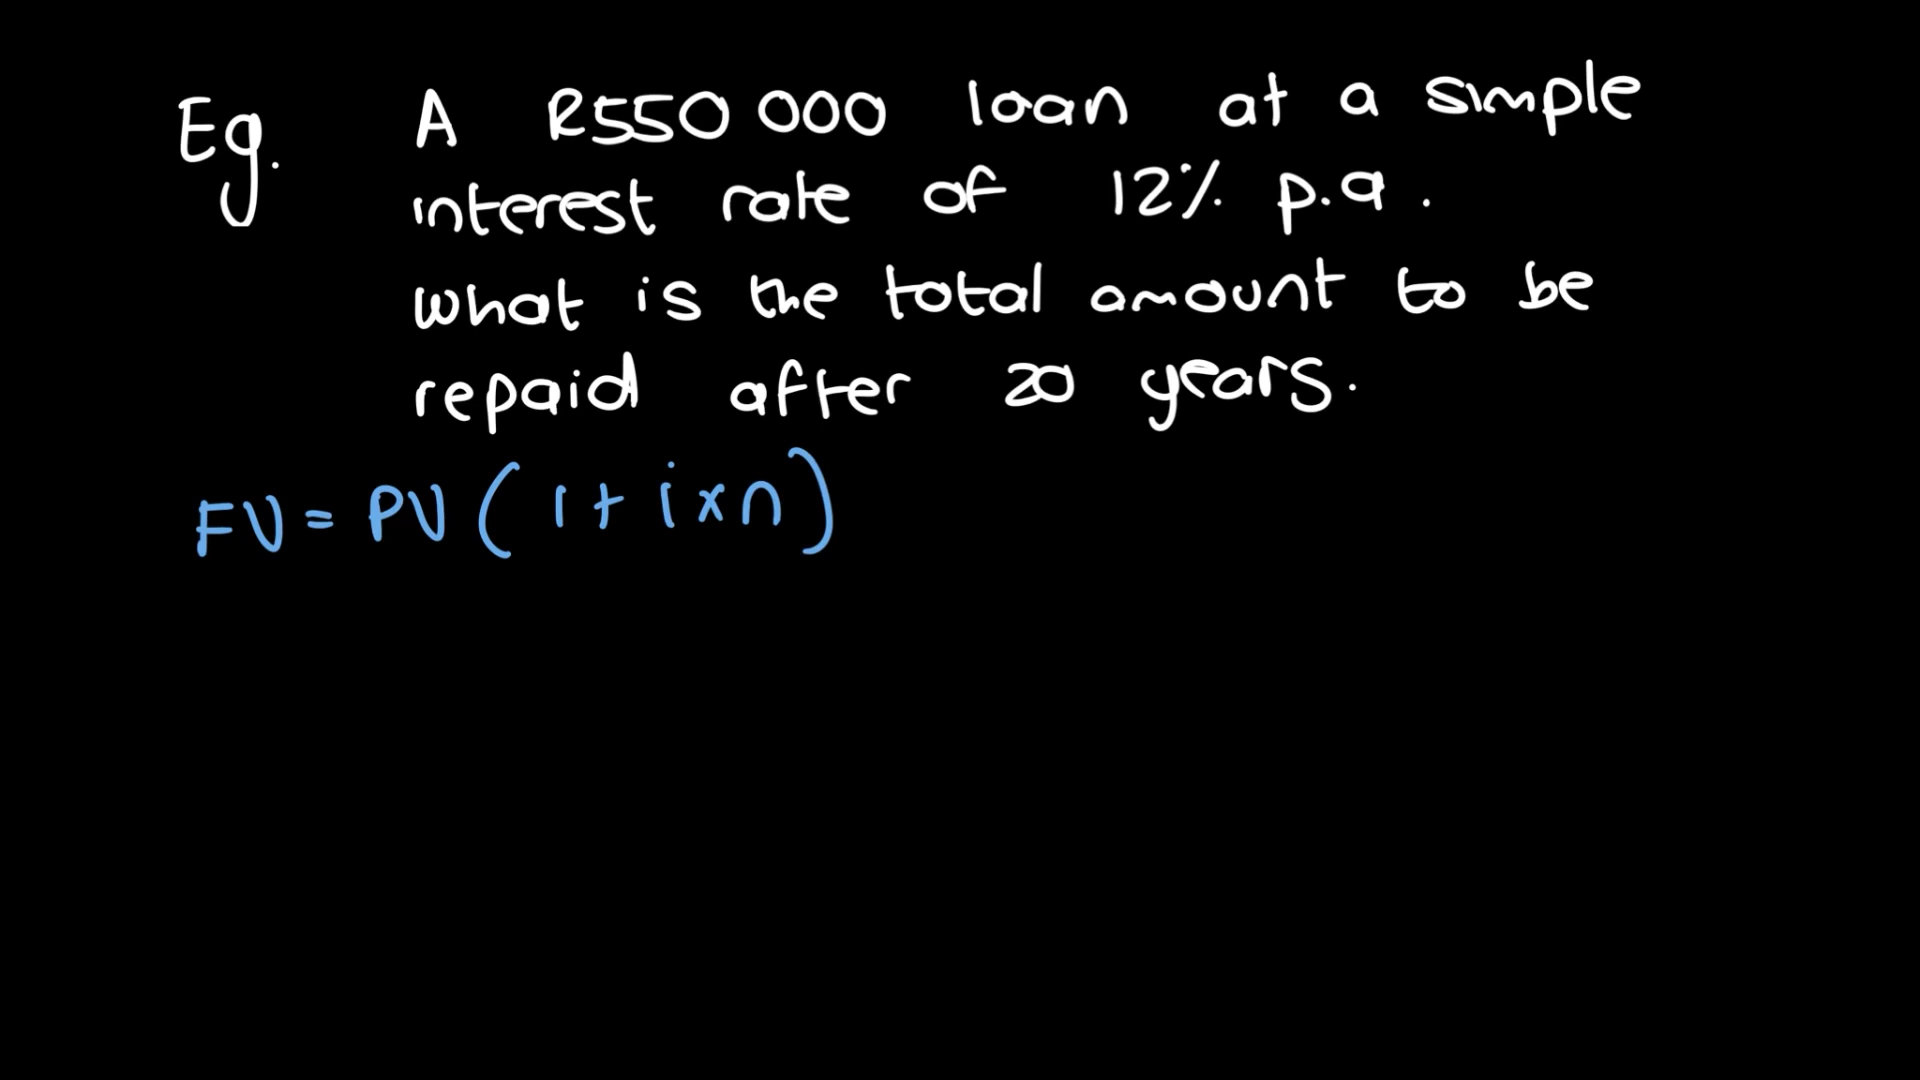 Eg. A R550 000 loan at a simple
interest rate of 12% p.a.
what is the total amount to be
repaid after 20 years.
FV = PV ( 1 + i x n )